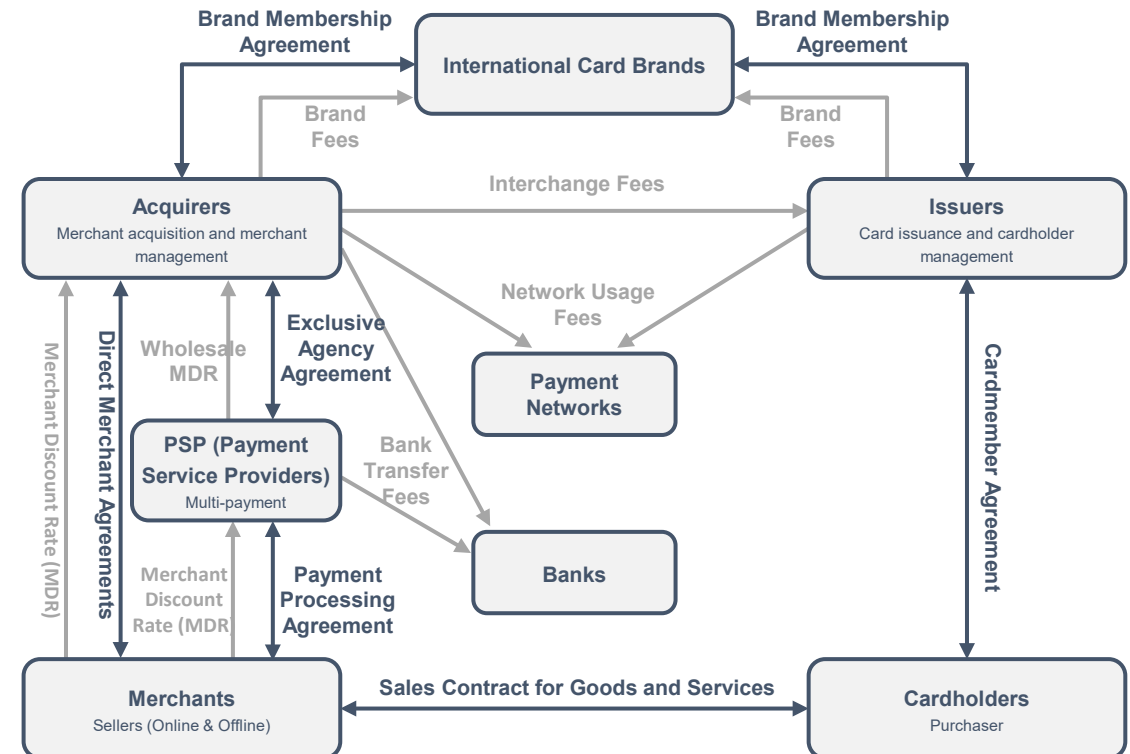 Brand Membership
Agreement
Brand Membership
Agreement
International Card Brands
Brand
Fees
Brand
Fees
Interchange Fees
Acquirers
Merchant acquisition and merchant
management
Issuers
Card issuance and cardholder
management
Network Usage
Fees
Exclusive
Agency
Agreement
Wholesale
MDR
Merchant Discount Rate (MDR)
Direct Merchant Agreements
Cardmember Agreement
Payment
Networks
PSP (Payment
Service Providers)
Multi-payment
Bank
Transfer
Fees
Banks
Merchant
Discount
Rate (MDR)
Payment
Processing
Agreement
Sales Contract for Goods and Services
Merchants
Sellers (Online & Offline)
Cardholders
Purchaser